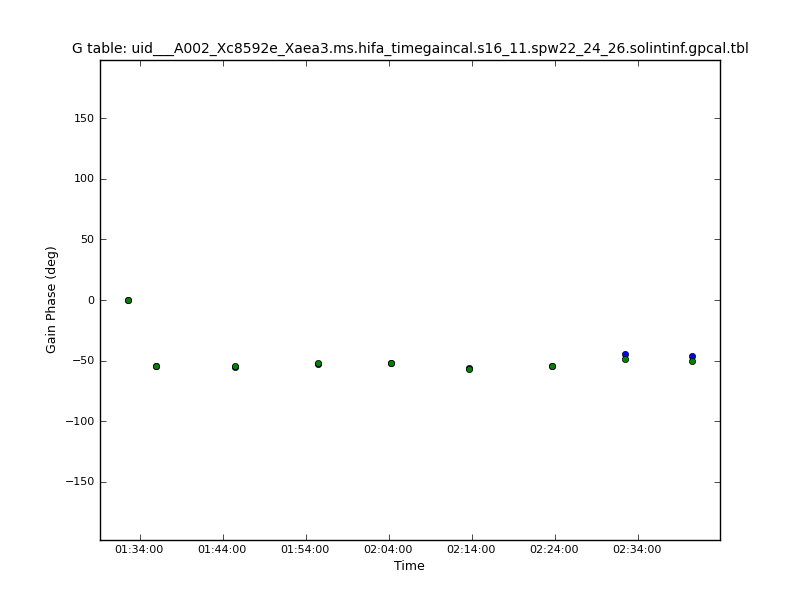 G table: uid___A002_Xc8592e_Xaea3.ms.hifa_timegaincal.s16_11.spw22_24_26.solintinf.gpcal.tbl
150
100
50
0
−50
−100
−150
Gain Phase (deg)
01:34:00 01:44:00 01:54:00 02:04:00 02:14:00 02:24:00 02:34:00
Time